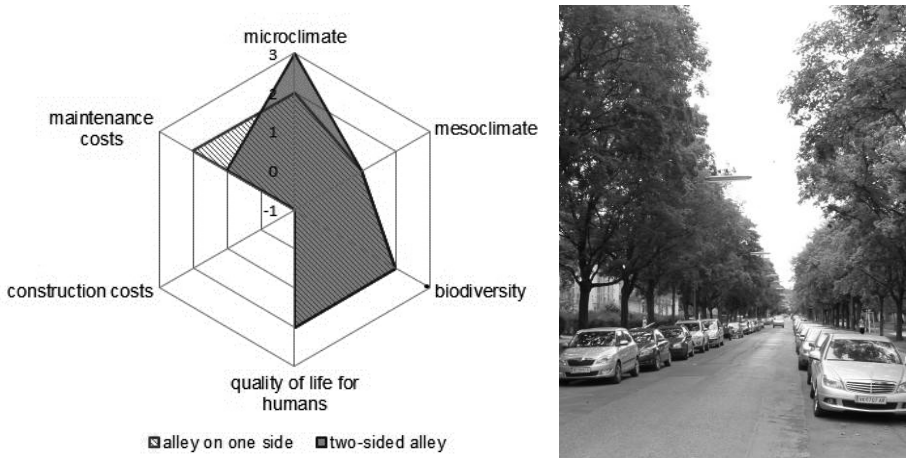 microclimate
3
2
1
0
-1
maintenance
costs
mesoclimate
construction costs
biodiversity
quality of life for
humans
alley on one side
two-sided alley